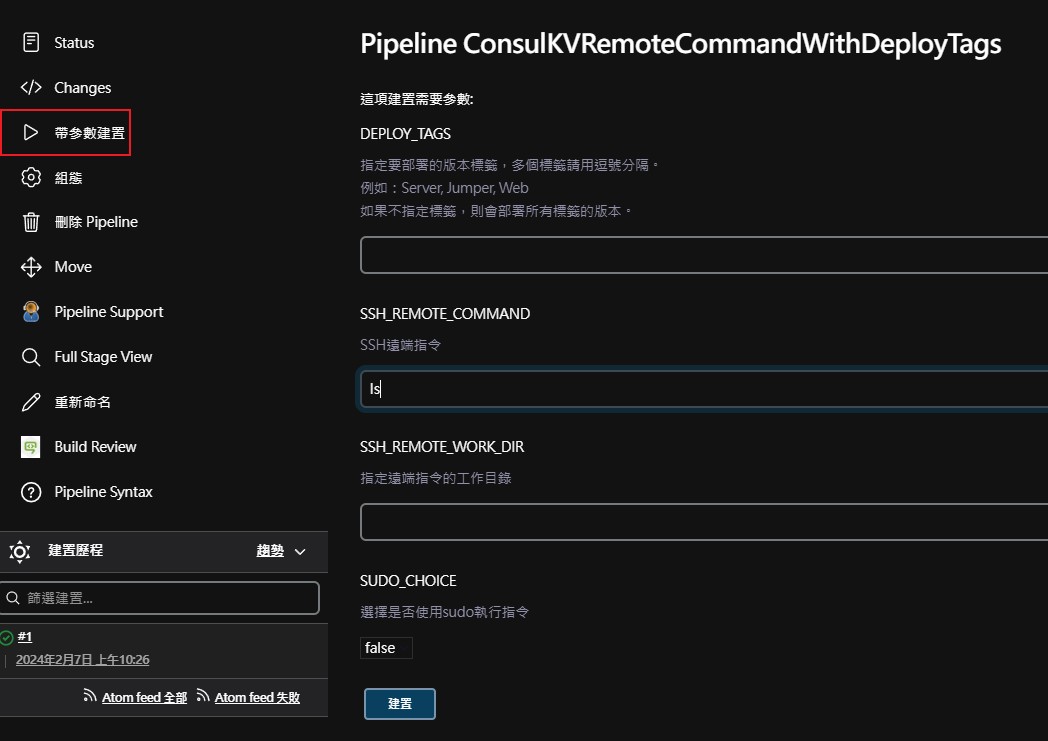 Status
Changes
帶參數建置
組態
刪除 Pipeline
Move
Pipeline Support
Full Stage View
重新命名
Build Review
Pipeline Syntax
建置歷程 趨勢
篩選建置...
#1
2024年2月7日 上午10:26
Atom feed 全部 Atom feed 失敗
Pipeline ConsulKVRemoteCommandWithDeployTags
這項建置需要參數:
DEPLOY_TAGS
指定要部署的版本標籤，多個標籤請用逗號分隔。
例如：Server, Jumper, Web
如果不指定標籤，則會部署所有標籤的版本。
SSH_REMOTE_COMMAND
SSH遠端指令
ls
SSH_REMOTE_WORK_DIR
指定遠端指令的工作目錄
SUDO_CHOICE
選擇是否使用sudo執行指令
false
建置